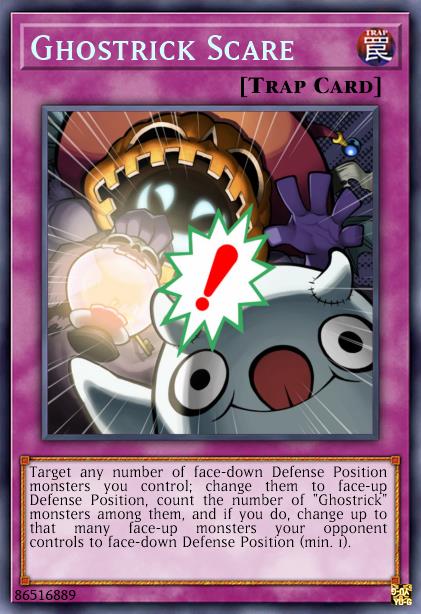 Ghostrick Scare
TRAP
罠
[Trap Card]
!
Target any number of face-down Defense Position
monsters you control; change them to face-up
Defense Position, count the number of "Ghostrick"
monsters among them, and if you do, change up to
that many face-up monsters your opponent
controls to face-down Defense Position (min. 1).
86516889